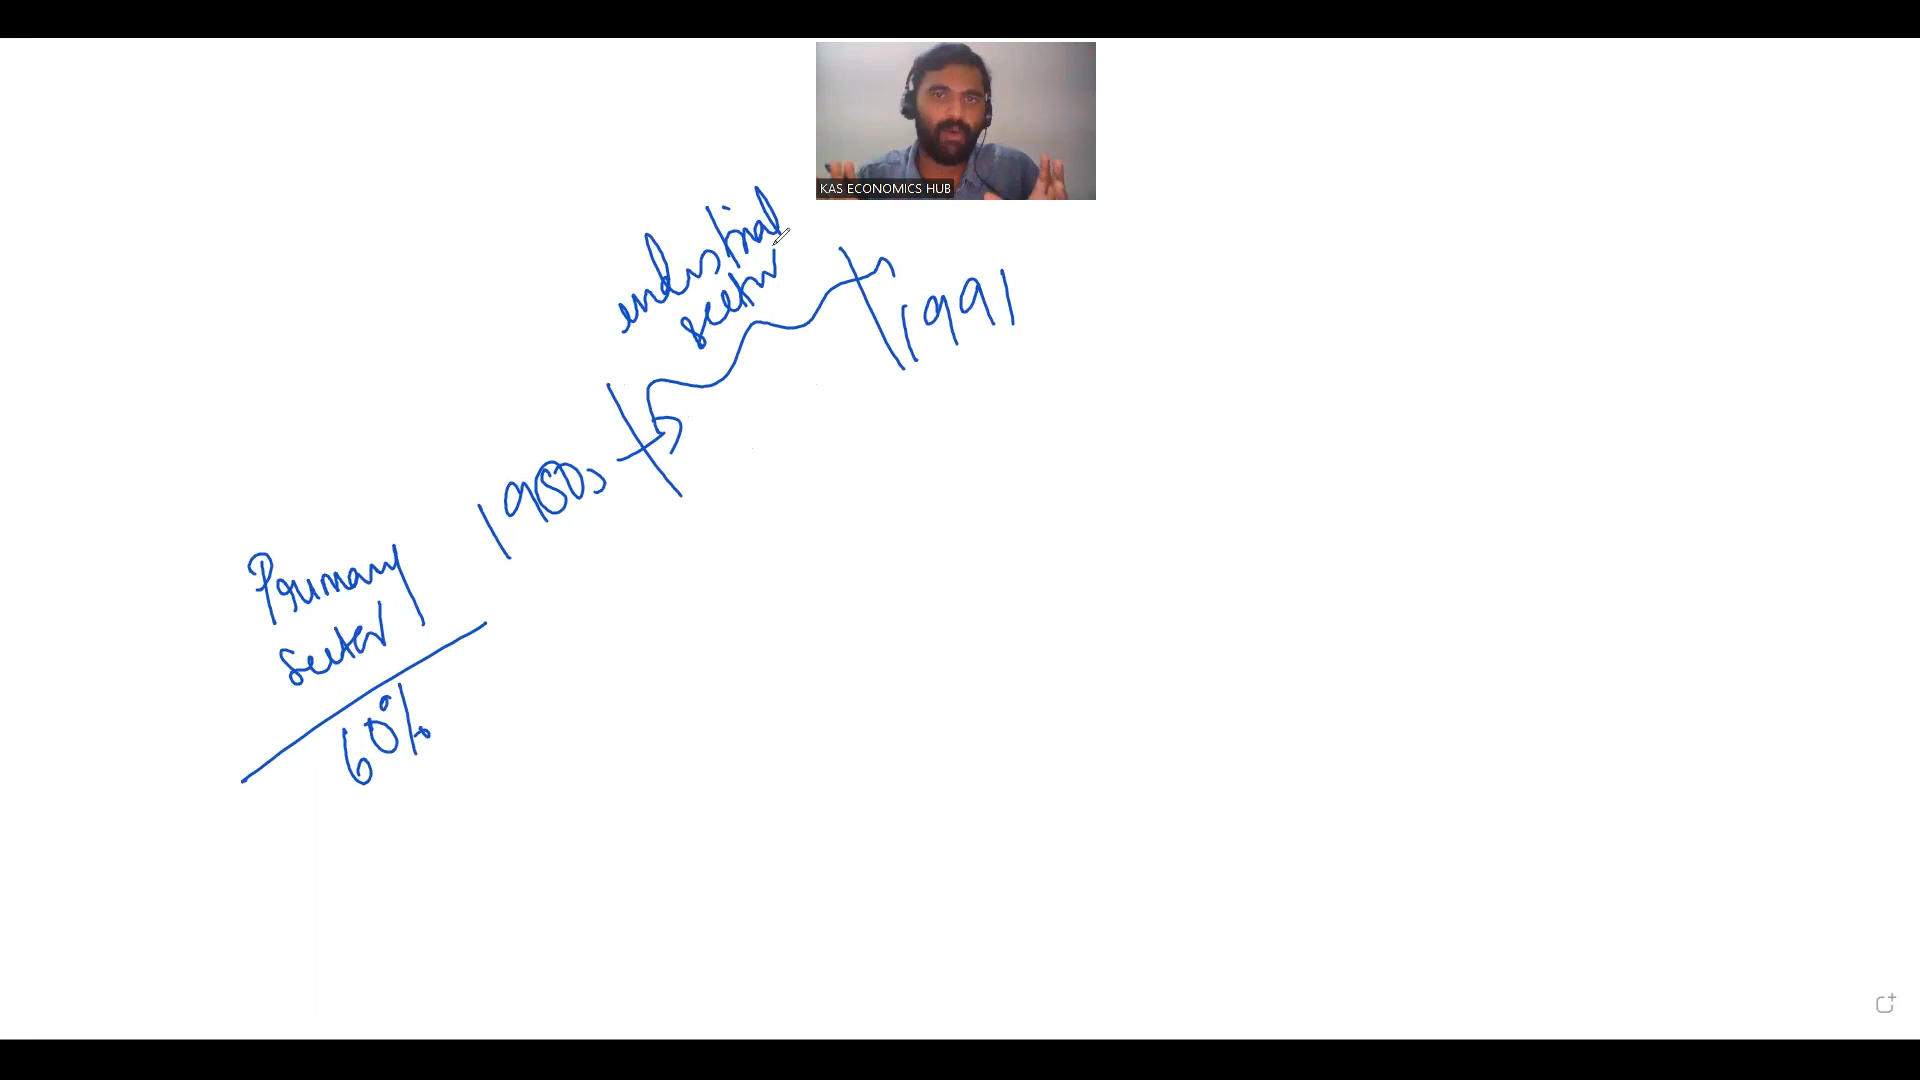 KAS ECONOMICS HUB
industrial
sector
1991
1980s
Primary
sector
60%